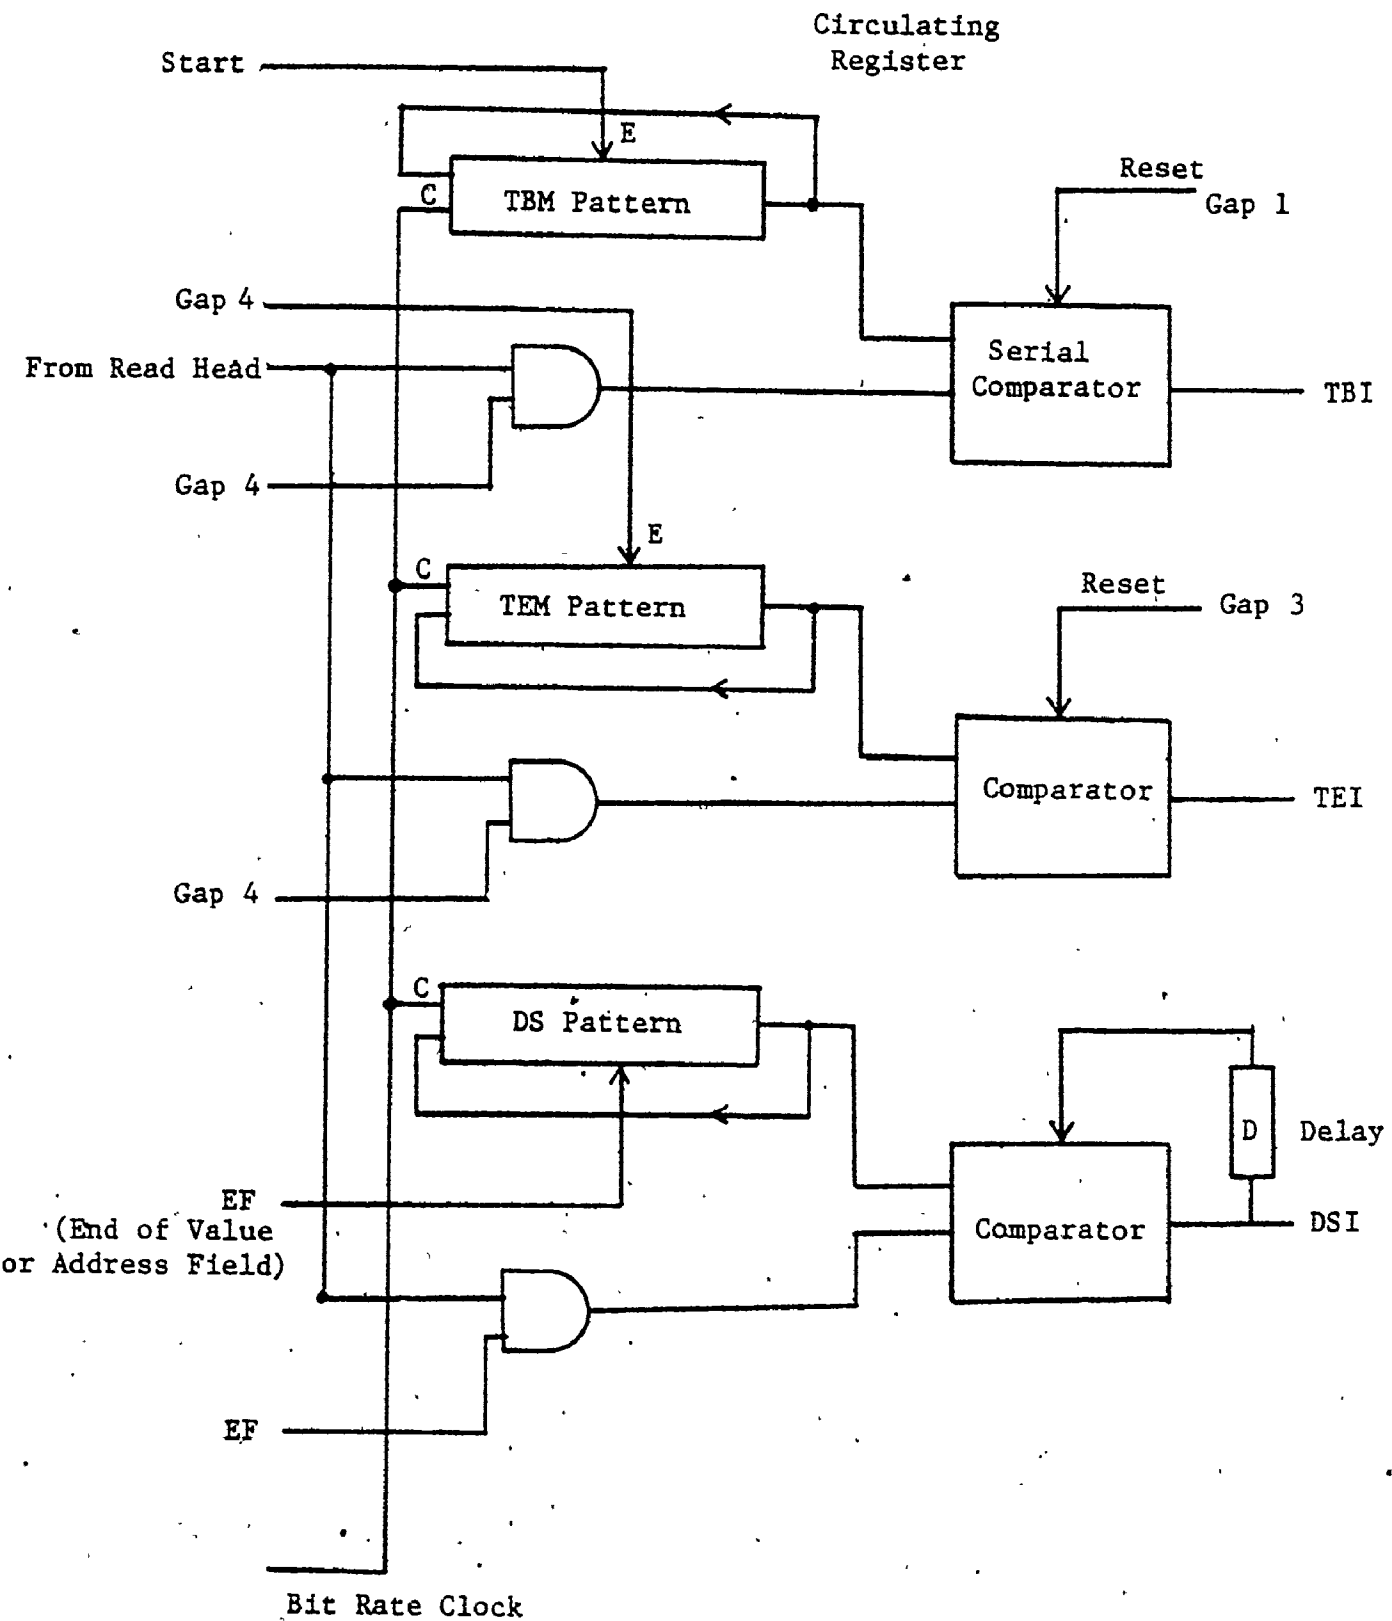 Circulating
Register
Start
E
C
TBM Pattern
Reset
Gap 1
Gap 4
From Read Head
Serial
Comparator
TBI
Gap 4
E
C
TEM Pattern
Reset
Gap 3
Comparator
TEI
Gap 4
C
DS Pattern
D
Delay
EF
(End of Value
or Address Field)
Comparator
DSI
EF
Bit Rate Clock